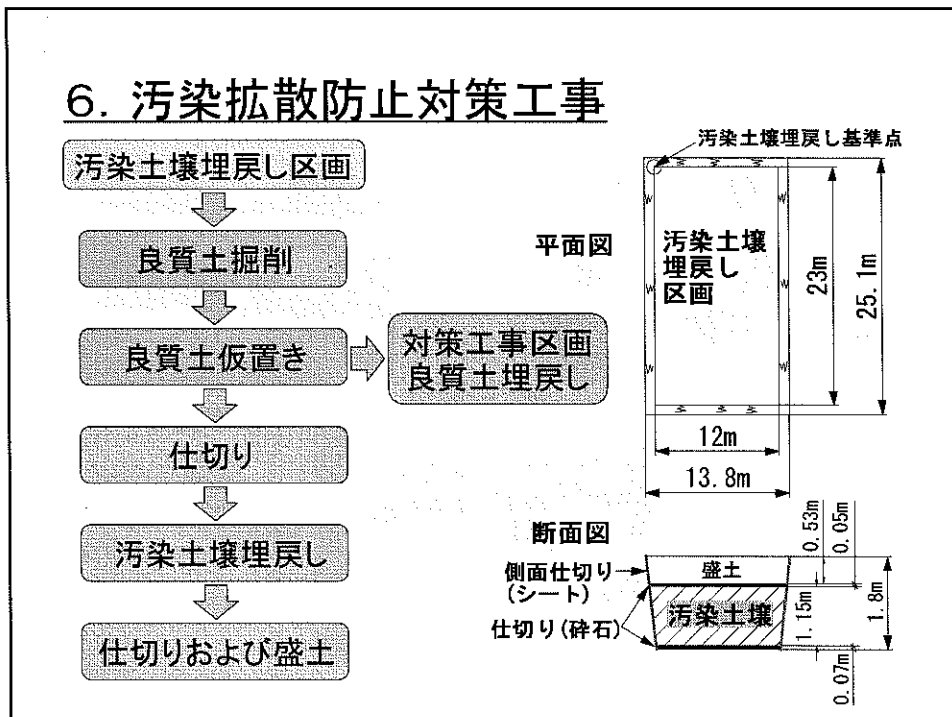 6. 汚染拡散防止対策工事
汚染土壌埋戻し区画
良質土掘削
良質土仮置き
対策工事区画
良質土埋戻し
仕切り
汚染土壌埋戻し
仕切りおよび盛土
汚染土壌埋戻し基準点
平面図
汚染土壌
埋戻し
区画
23m
25.1m
12m
13.8m
断面図
0.53m
0.05m
側面仕切り
(シート)
盛土
仕切り(砕石)
汚染土壌
1.15m
1.8m
0.07m